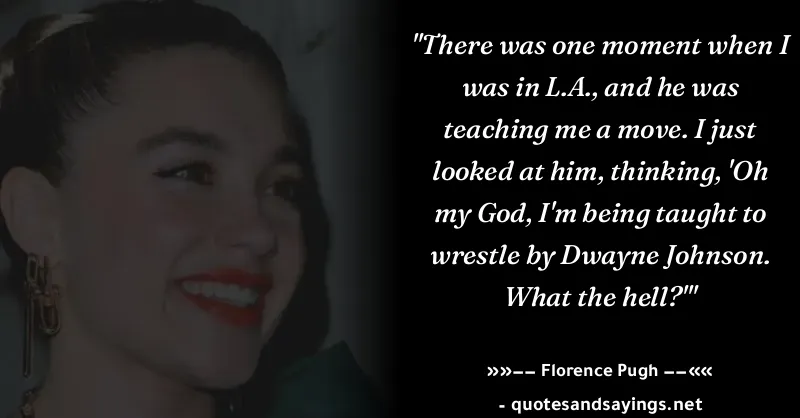 "There was one moment when I
was in L.A., and he was
teaching me a move. I just
looked at him, thinking, 'Oh
my God, I'm being taught to
wrestle by Dwayne Johnson.
What the hell?'"
»»−− Florence Pugh −−««
- quotesandsayings.net